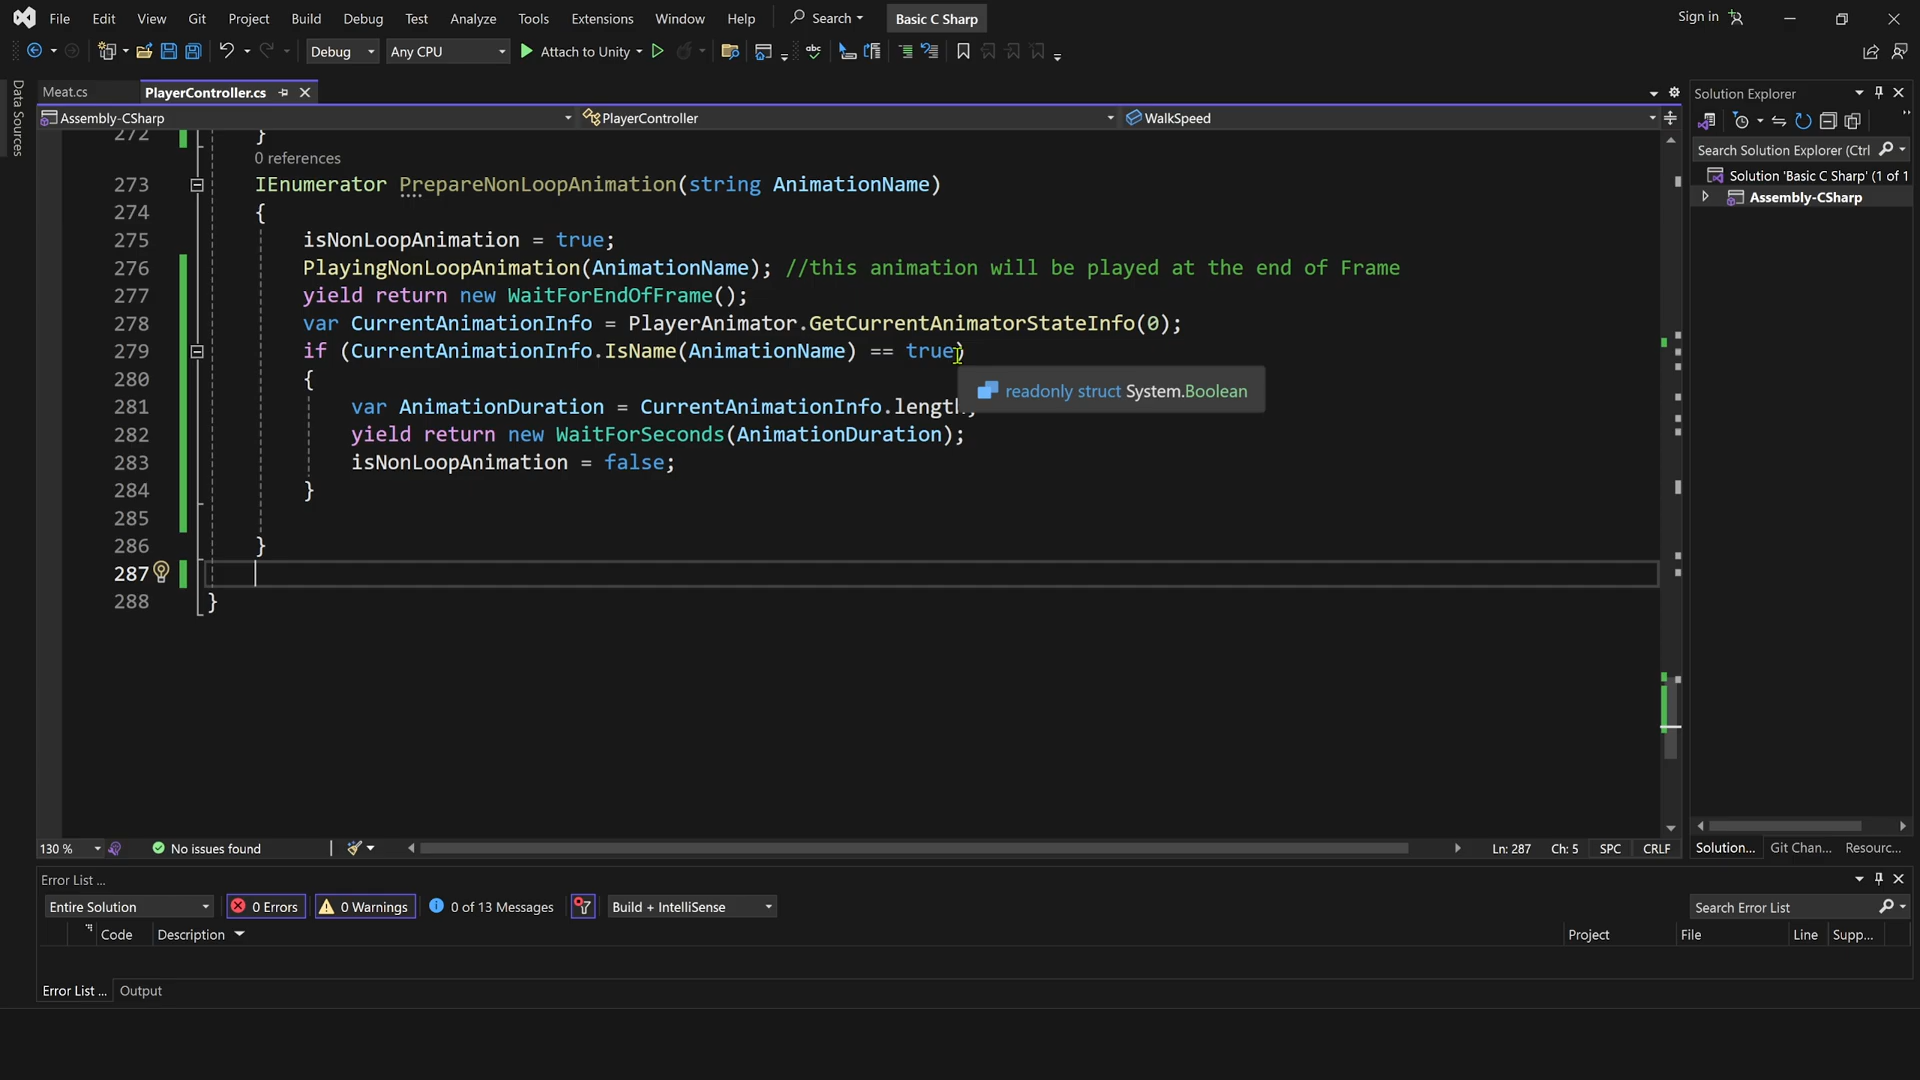 File Edit View Git Project Build Debug Test Analyze Tools Extensions Window Help Search Basic C Sharp Sign in
Debug Any CPU Attach to Unity abc
Data Sources
Meat.cs PlayerController.cs
Assembly-CSharp PlayerController WalkSpeed
272 }
0 references
273 IEnumerator PrepareNonLoopAnimation(string AnimationName)
274 {
275 isNonLoopAnimation = true;
276 PlayingNonLoopAnimation(AnimationName); //this animation will be played at the end of Frame
277 yield return new WaitForEndOfFrame();
278 var CurrentAnimationInfo = PlayerAnimator.GetCurrentAnimatorStateInfo(0);
279 if (CurrentAnimationInfo.IsName(AnimationName) == true)
280 {
readonly struct System.Boolean
281 var AnimationDuration = CurrentAnimationInfo.length;
282 yield return new WaitForSeconds(AnimationDuration);
283 isNonLoopAnimation = false;
284 }
285
286 }
287
288 }
130 % No issues found Ln: 287 Ch: 5 SPC CRLF
Solution Explorer
Search Solution Explorer (Ctrl
Solution 'Basic C Sharp' (1 of 1
Assembly-CSharp
Solution... Git Chan... Resourc...
Error List ...
Entire Solution 0 Errors 0 Warnings 0 of 13 Messages Build + IntelliSense Search Error List
Code Description Project File Line Supp...
Error List ... Output